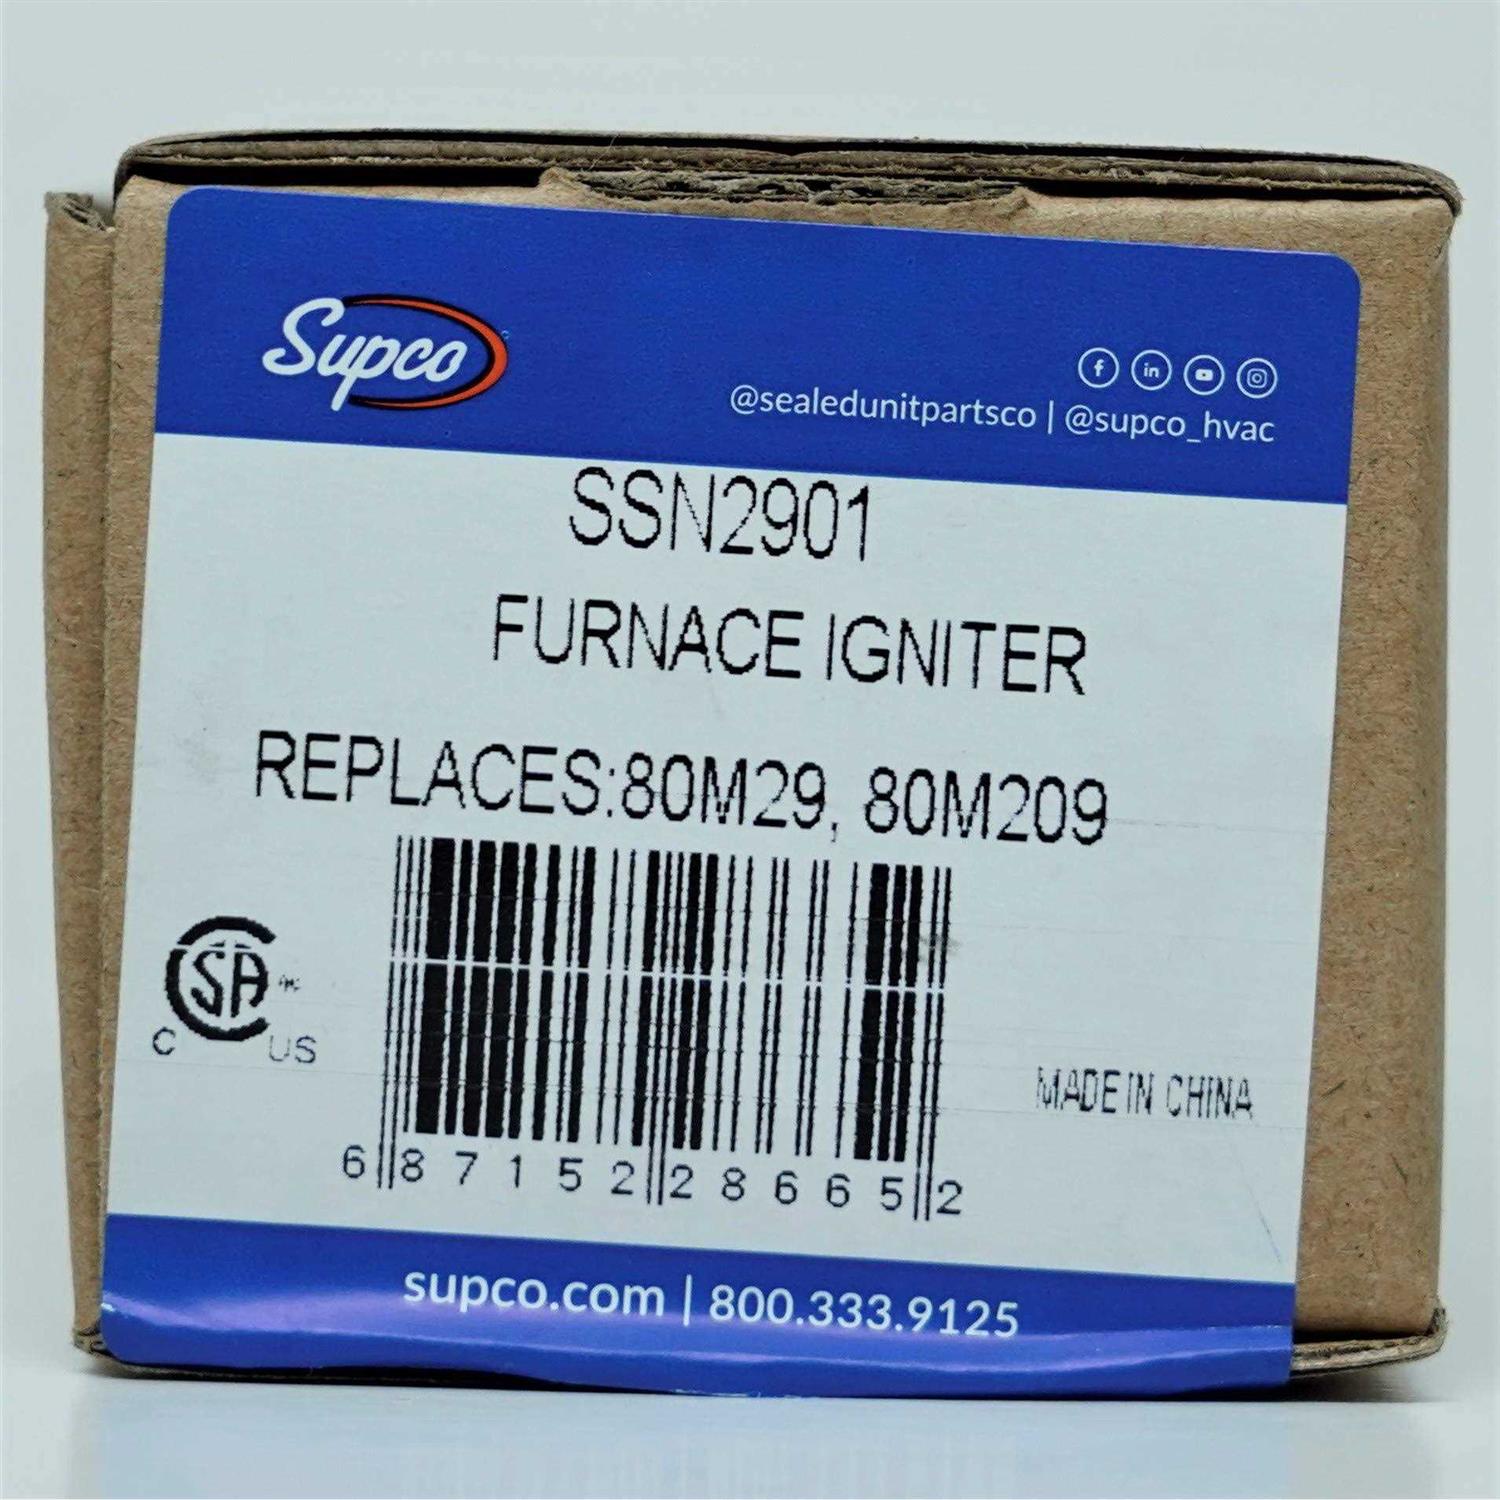 Supco
@sealedunitpartsco | @supco_hvac
SSN2901
FURNACE IGNITER
REPLACES:80M29, 80M209
CSA
C US
MADE IN CHINA
6 87152 28665 2
supco.com | 800.333.9125